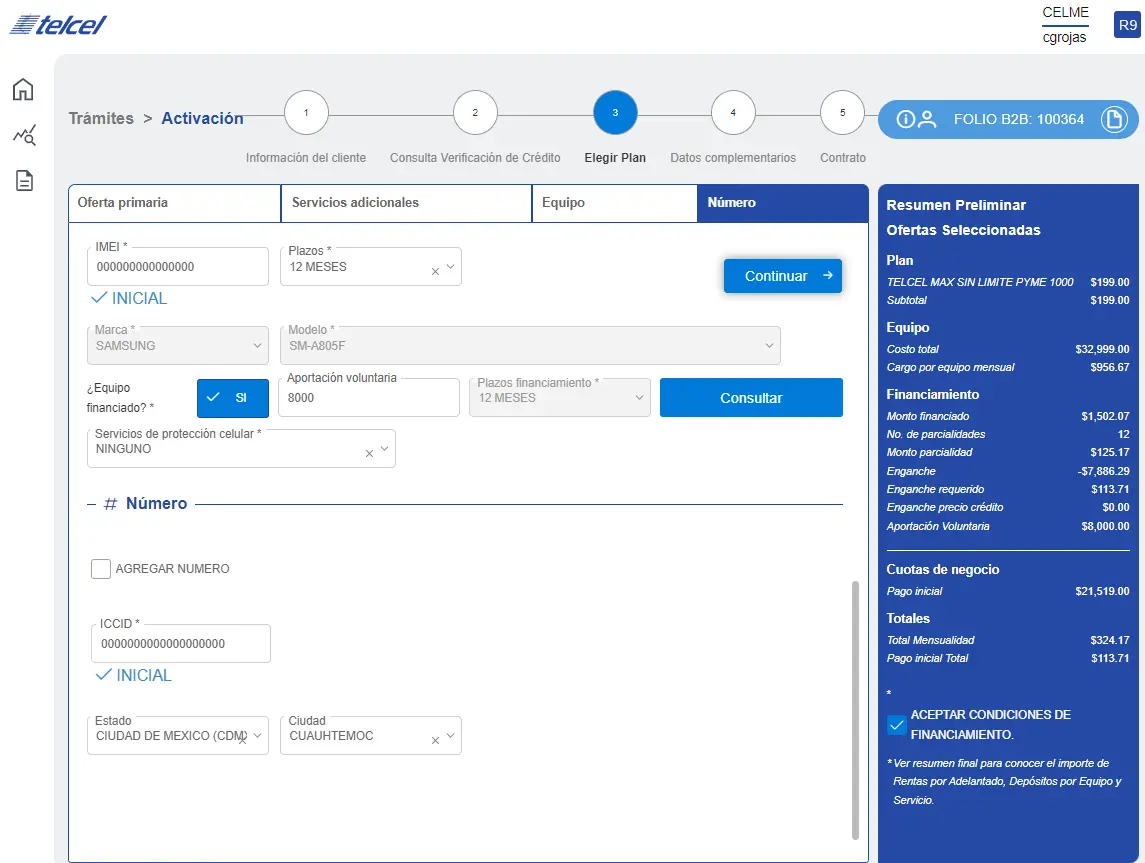 telcel
CELME
cgrojas
R9
Trámites > Activación
1
2
3
4
5
Información del cliente
Consulta Verificación de Crédito
Elegir Plan
Datos complementarios
Contrato
FOLIO B2B: 100364
Oferta primaria
Servicios adicionales
Equipo
Número
IMEI *
000000000000000
INICIAL
Plazos *
12 MESES
Continuar
Marca *
SAMSUNG
Modelo *
SM-A805F
¿Equipo
financiado? *
SI
Aportación voluntaria
8000
Plazos financiamiento *
12 MESES
Consultar
Servicios de protección celular *
NINGUNO
# Número
AGREGAR NUMERO
ICCID *
0000000000000000000
INICIAL
Estado
CIUDAD DE MEXICO (CDMX
Ciudad
CUAUHTEMOC
Resumen Preliminar
Ofertas Seleccionadas
Plan
TELCEL MAX SIN LIMITE PYME 1000 $199.00
Subtotal $199.00
Equipo
Costo total $32,999.00
Cargo por equipo mensual $956.67
Financiamiento
Monto financiado $1,502.07
No. de parcialidades 12
Monto parcialidad $125.17
Enganche -$7,886.29
Enganche requerido $113.71
Enganche precio crédito $0.00
Aportación Voluntaria $8,000.00
Cuotas de negocio
Pago inicial $21,519.00
Totales
Total Mensualidad $324.17
Pago inicial Total $113.71
*
ACEPTAR CONDICIONES DE
FINANCIAMIENTO.
* Ver resumen final para conocer el importe de
Rentas por Adelantado, Depósitos por Equipo y
Servicio.